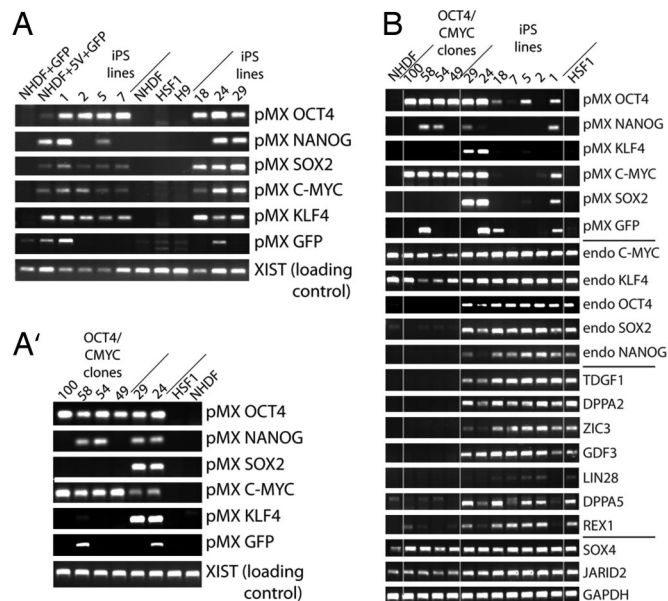 A
NHDF+GFP
NHDF+5V+GFP
iPS lines
1 2 5 7
NHDF
HSF1
H9
iPS lines
18 24 29
pMX OCT4
pMX NANOG
pMX SOX2
pMX C-MYC
pMX KLF4
pMX GFP
XIST (loading control)
A'
OCT4/
CMYC
clones
100 58 54 49 29 24 HSF1 NHDF
pMX OCT4
pMX NANOG
pMX SOX2
pMX C-MYC
pMX KLF4
pMX GFP
XIST (loading control)
B
OCT4/
CMYC
clones
iPS
lines
NHDF 100 58 54 49 29 24 18 7 5 2 1 HSF1
pMX OCT4
pMX NANOG
pMX KLF4
pMX C-MYC
pMX SOX2
pMX GFP
endo C-MYC
endo KLF4
endo OCT4
endo SOX2
endo NANOG
TDGF1
DPPA2
ZIC3
GDF3
LIN28
DPPA5
REX1
SOX4
JARID2
GAPDH